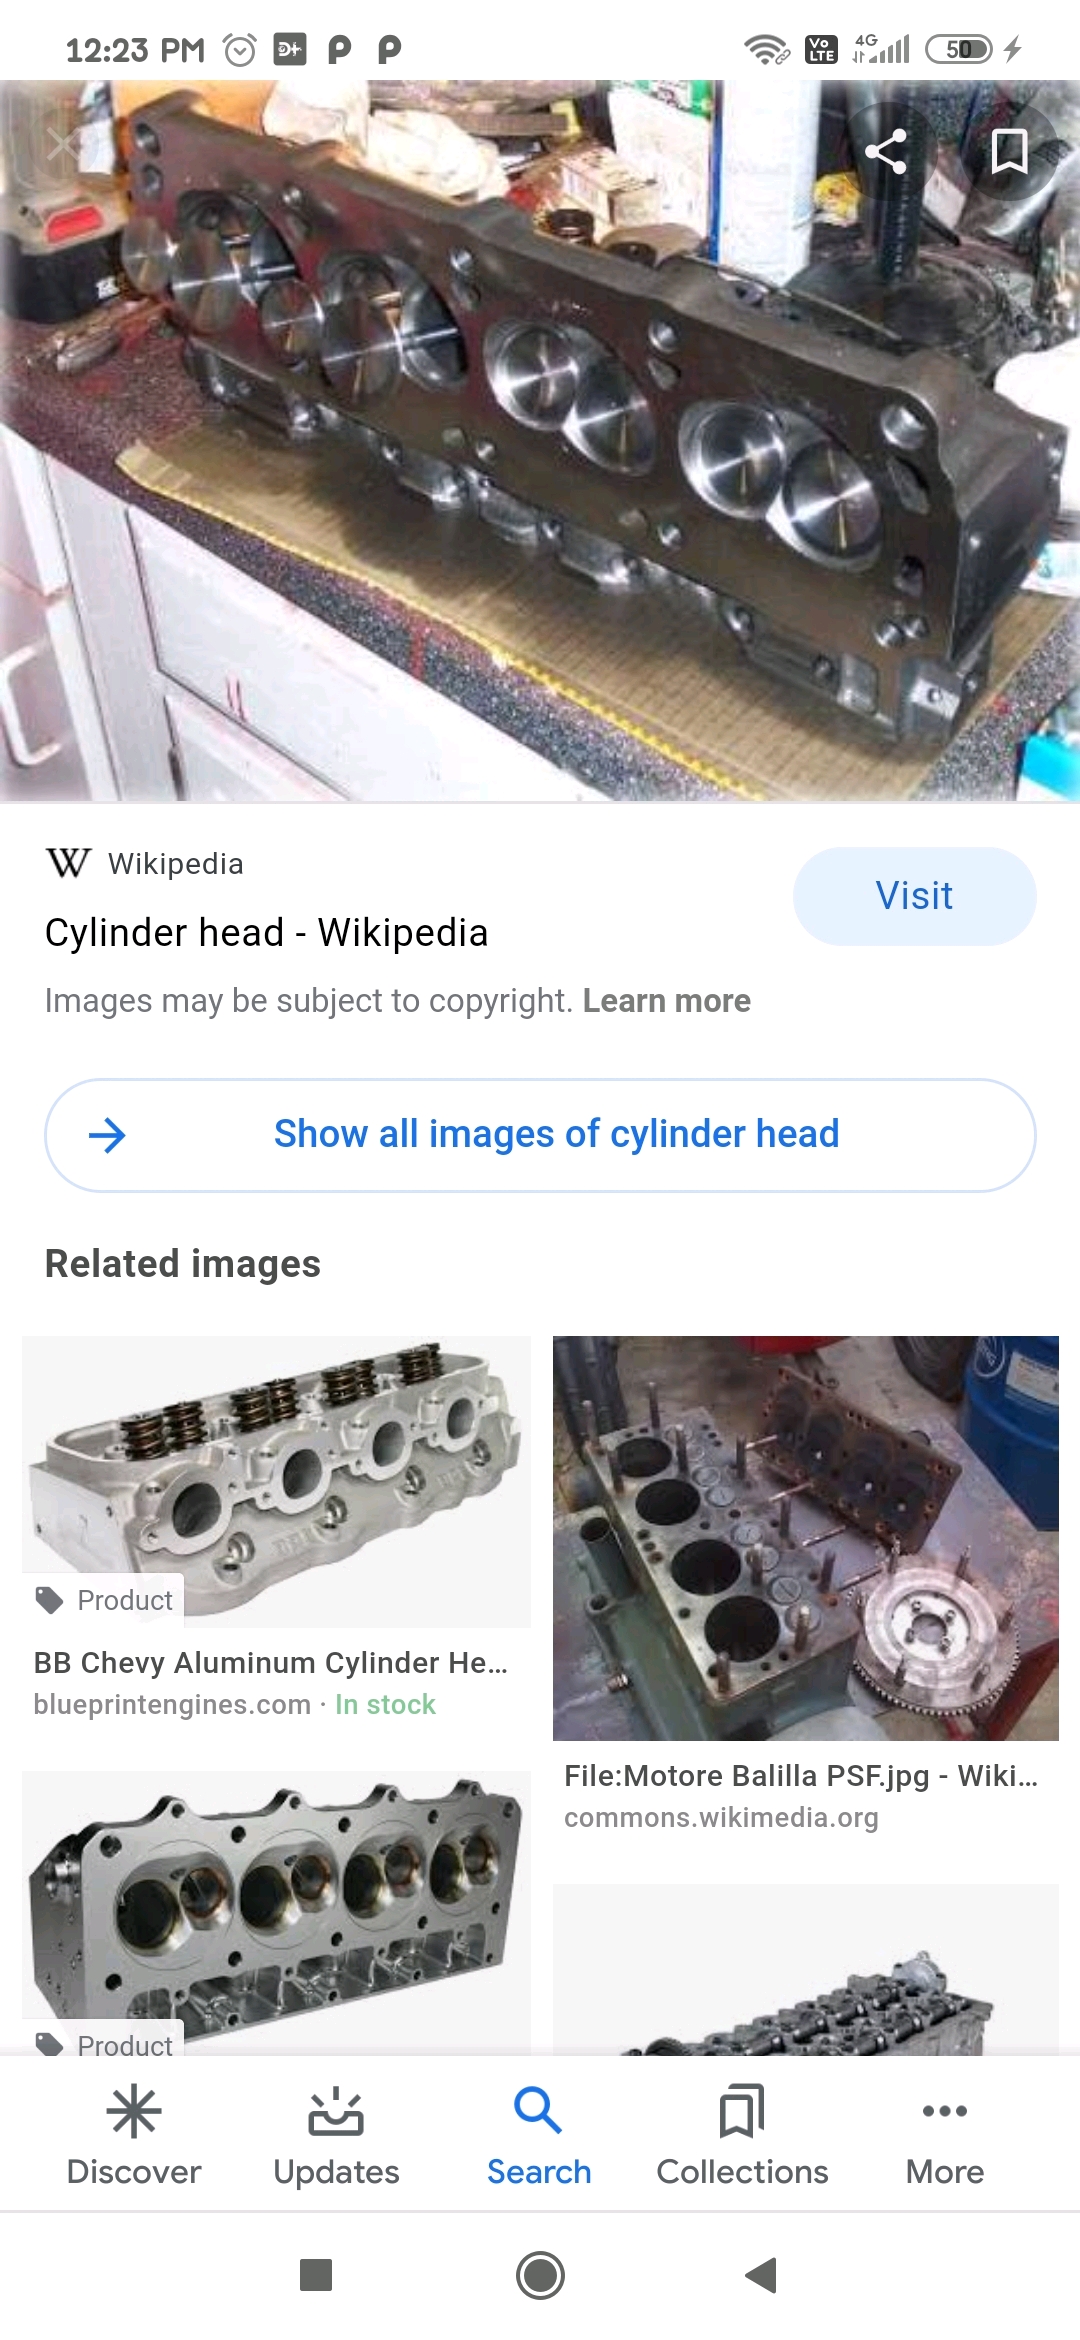 12:23 PM
D+
P P
Vo LTE
4G
50
W Wikipedia
Visit
Cylinder head - Wikipedia
Images may be subject to copyright. Learn more
Show all images of cylinder head
Related images
Product
BB Chevy Aluminum Cylinder He...
blueprintengines.com · In stock
File:Motore Balilla PSF.jpg - Wiki...
commons.wikimedia.org
Product
Discover
Updates
Search
Collections
More